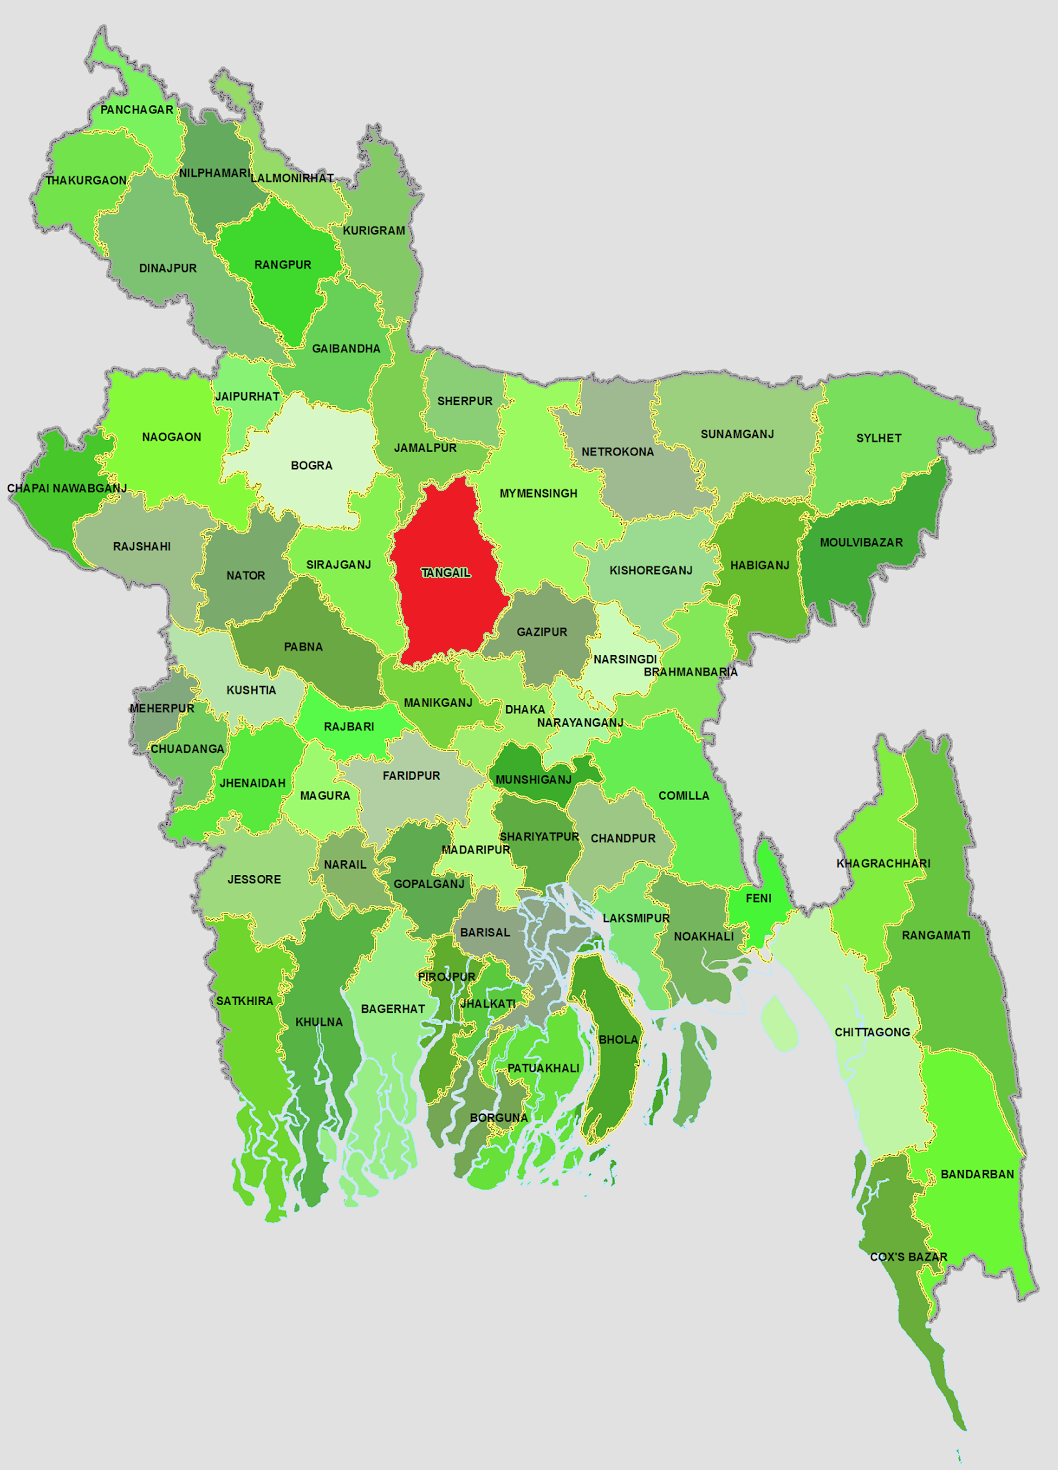 PANCHAGAR
THAKURGAON
NILPHAMARI
LALMONIRHAT
KURIGRAM
DINAJPUR
RANGPUR
GAIBANDHA
JAIPURHAT
SHERPUR
NAOGAON
JAMALPUR
SUNAMGANJ
SYLHET
NETROKONA
BOGRA
CHAPAI NAWABGANJ
MYMENSINGH
RAJSHAHI
MOULVIBAZAR
SIRAJGANJ
HABIGANJ
KISHOREGANJ
TANGAIL
NATOR
GAZIPUR
PABNA
NARSINGDI
BRAHMANBARIA
KUSHTIA
MANIKGANJ
MEHERPUR
DHAKA
NARAYANGANJ
RAJBARI
CHUADANGA
FARIDPUR
MUNSHIGANJ
JHENAIDAH
MAGURA
COMILLA
SHARIYATPUR
CHANDPUR
MADARIPUR
NARAIL
KHAGRACHHARI
JESSORE
GOPALGANJ
FENI
LAKSMIPUR
BARISAL
NOAKHALI
RANGAMATI
PIROJPUR
SATKHIRA
JHALKATI
BAGERHAT
KHULNA
CHITTAGONG
BHOLA
PATUAKHALI
BORGUNA
BANDARBAN
COX'S BAZAR